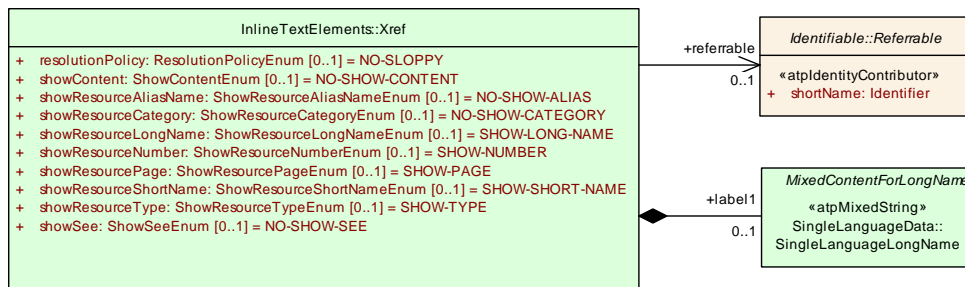 InlineTextElements::Xref
+ resolutionPolicy: ResolutionPolicyEnum [0..1] = NO-SLOPPY
+ showContent: ShowContentEnum [0..1] = NO-SHOW-CONTENT
+ showResourceAliasName: ShowResourceAliasNameEnum [0..1] = NO-SHOW-ALIAS
+ showResourceCategory: ShowResourceCategoryEnum [0..1] = NO-SHOW-CATEGORY
+ showResourceLongName: ShowResourceLongNameEnum [0..1] = SHOW-LONG-NAME
+ showResourceNumber: ShowResourceNumberEnum [0..1] = SHOW-NUMBER
+ showResourcePage: ShowResourcePageEnum [0..1] = SHOW-PAGE
+ showResourceShortName: ShowResourceShortNameEnum [0..1] = SHOW-SHORT-NAME
+ showResourceType: ShowResourceTypeEnum [0..1] = SHOW-TYPE
+ showSee: ShowSeeEnum [0..1] = NO-SHOW-SEE
+referrable
0..1
Identifiable::Referrable
«atpIdentityContributor»
+ shortName: Identifier
+label1
0..1
MixedContentForLongName
«atpMixedString»
SingleLanguageData::
SingleLanguageLongName